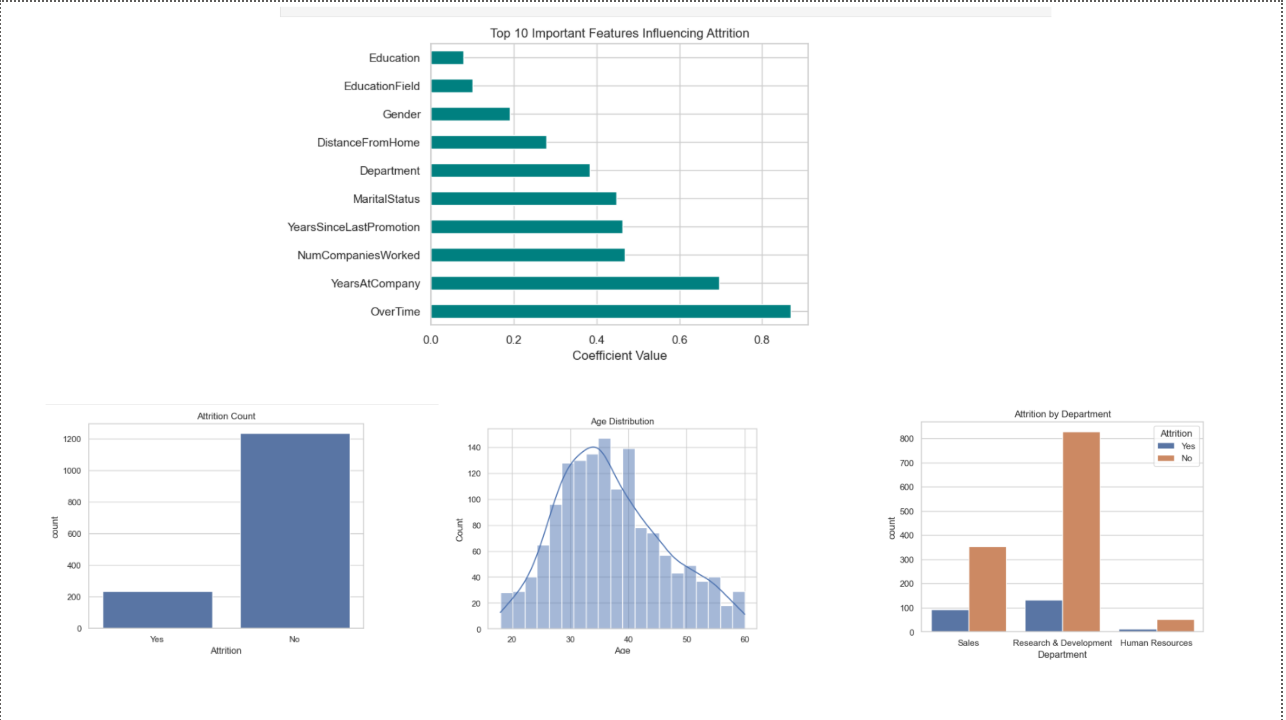 Top 10 Important Features Influencing Attrition
Education
EducationField
Gender
DistanceFromHome
Department
MaritalStatus
YearsSinceLastPromotion
NumCompaniesWorked
YearsAtCompany
OverTime
0.0 0.2 0.4 0.6 0.8
Coefficient Value
Attrition Count
count
1200
1000
800
600
400
200
0
Yes No
Attrition
Age Distribution
Count
140
120
100
80
60
40
20
0
20 30 40 50 60
Age
Attrition by Department
Attrition
Yes
No
count
800
700
600
500
400
300
200
100
0
Sales Research & Development Human Resources
Department